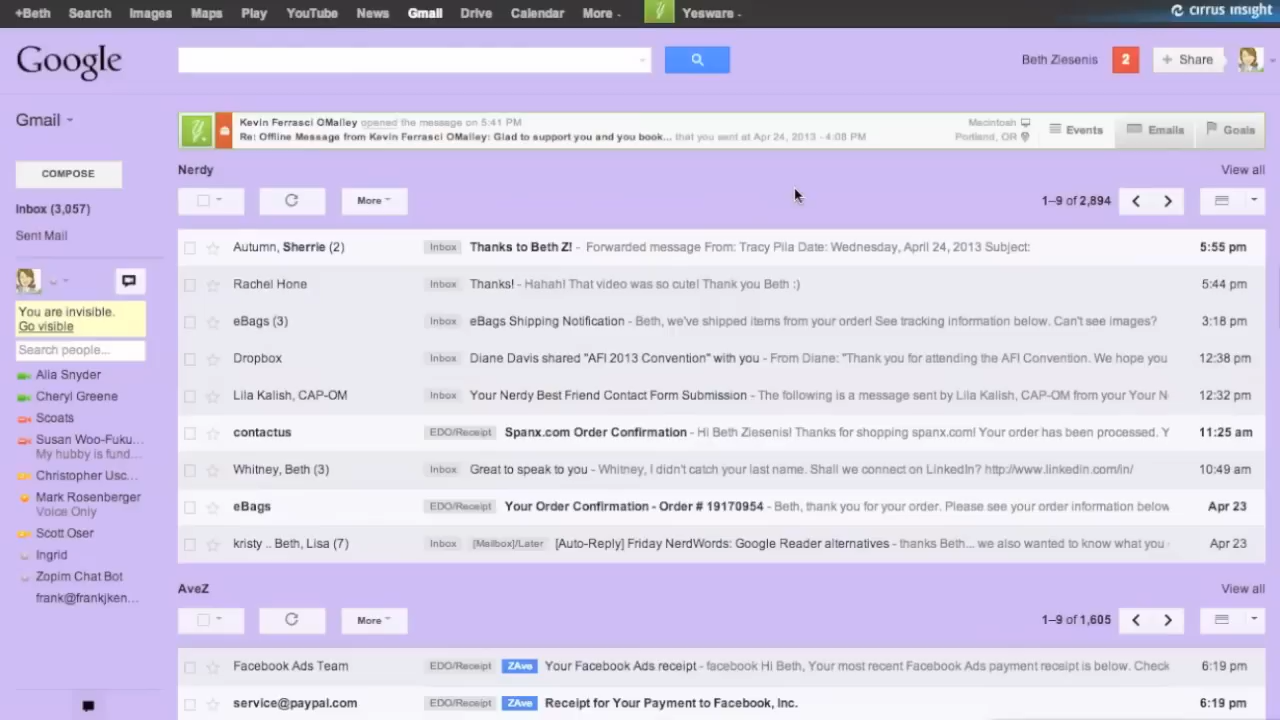 +Beth Search Images Maps Play YouTube News Gmail Drive Calendar More Yesware
cirrus insight
Google
Beth Ziesenis 2 + Share
Gmail
Kevin Ferrasci OMalley opened the message on 5:41 PM
Re: Offline Message from Kevin Ferrasci OMalley: Glad to support you and you book... that you sent at Apr 24, 2013 - 4:08 PM
Macintosh
Portland, OR
Events Emails Goals
COMPOSE
Inbox (3,057)
Sent Mail
You are invisible.
Go visible
Search people...
Alia Snyder
Cheryl Greene
Scoats
Susan Woo-Fuku...
My hubby is fund...
Christopher Usc...
Mark Rosenberger
Voice Only
Scott Oser
Ingrid
Zopim Chat Bot
frank@frankjken...
Nerdy View all
More 1–9 of 2,894
Autumn, Sherrie (2) Inbox Thanks to Beth Z! - Forwarded message From: Tracy Pila Date: Wednesday, April 24, 2013 Subject: 5:55 pm
Rachel Hone Inbox Thanks! - Hahah! That video was so cute! Thank you Beth :) 5:44 pm
eBags (3) Inbox eBags Shipping Notification - Beth, we've shipped items from your order! See tracking information below. Can't see images? 3:18 pm
Dropbox Inbox Diane Davis shared "AFI 2013 Convention" with you - From Diane: "Thank you for attending the AFI Convention. We hope you 12:38 pm
Lila Kalish, CAP-OM Inbox Your Nerdy Best Friend Contact Form Submission - The following is a message sent by Lila Kalish, CAP-OM from your Your N 12:32 pm
contactus EDO/Receipt Spanx.com Order Confirmation - Hi Beth Ziesenis! Thanks for shopping spanx.com! Your order has been processed. Y 11:25 am
Whitney, Beth (3) Inbox Great to speak to you - Whitney, I didn't catch your last name. Shall we connect on LinkedIn? http://www.linkedin.com/in/ 10:49 am
eBags EDO/Receipt Your Order Confirmation - Order # 19170954 - Beth, thank you for your order. Please see your order information below Apr 23
kristy .. Beth, Lisa (7) Inbox [Mailbox]/Later [Auto-Reply] Friday NerdWords: Google Reader alternatives - thanks Beth... we also wanted to know what you Apr 23
AveZ View all
More 1–9 of 1,605
Facebook Ads Team EDO/Receipt ZAve Your Facebook Ads receipt - facebook Hi Beth, Your most recent Facebook Ads payment receipt is below. Check 6:19 pm
service@paypal.com EDO/Receipt ZAve Receipt for Your Payment to Facebook, Inc. 6:19 pm